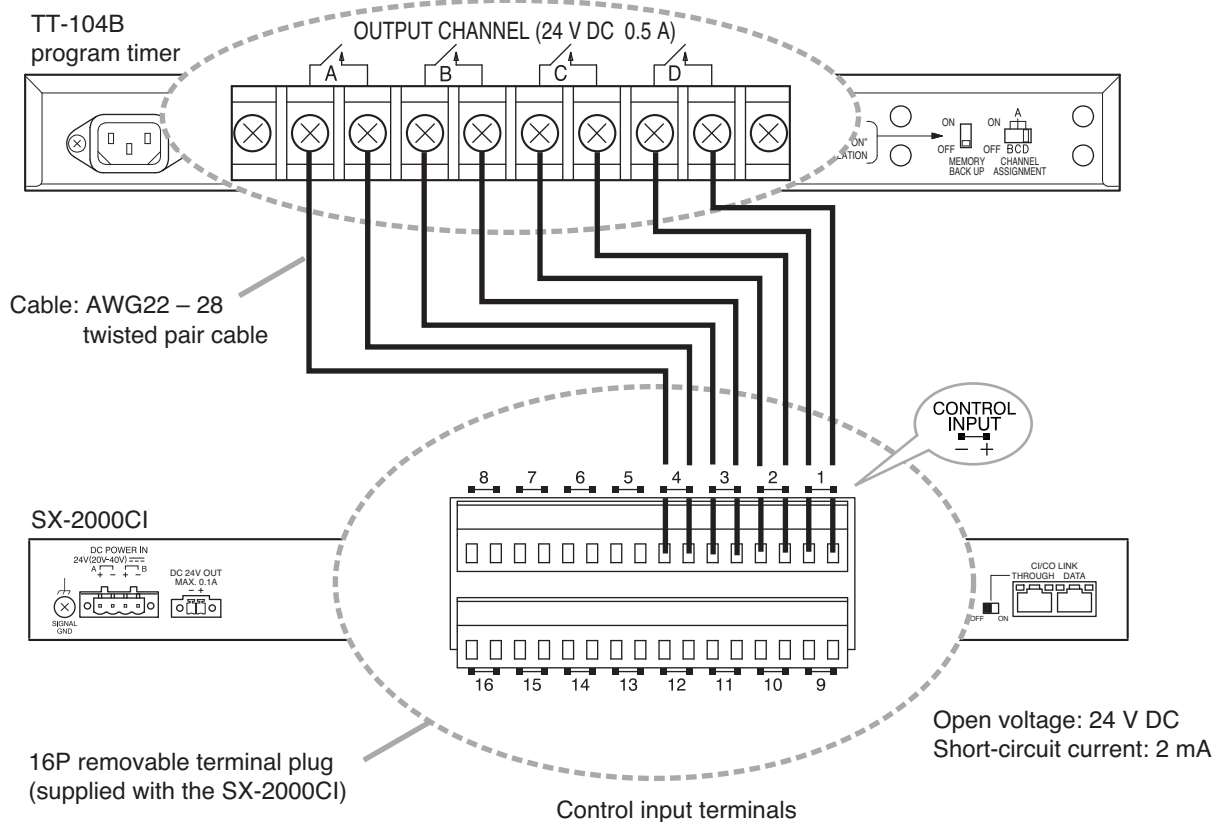 TT-104B
program timer
OUTPUT CHANNEL (24 V DC 0.5 A)
A B C D
ON"
LATION
ON
OFF
MEMORY
BACK UP
A
ON
OFF BCD
CHANNEL
ASSIGNMENT
Cable: AWG22 – 28
twisted pair cable
CONTROL
INPUT
– +
8 7 6 5 4 3 2 1
SX-2000CI
DC POWER IN
24V(20V-40V)
A B
+ – + –
DC 24V OUT
MAX. 0.1A
– +
SIGNAL
GND
CI/CO LINK
THROUGH DATA
OFF ON
16 15 14 13 12 11 10 9
Open voltage: 24 V DC
Short-circuit current: 2 mA
16P removable terminal plug
(supplied with the SX-2000CI)
Control input terminals